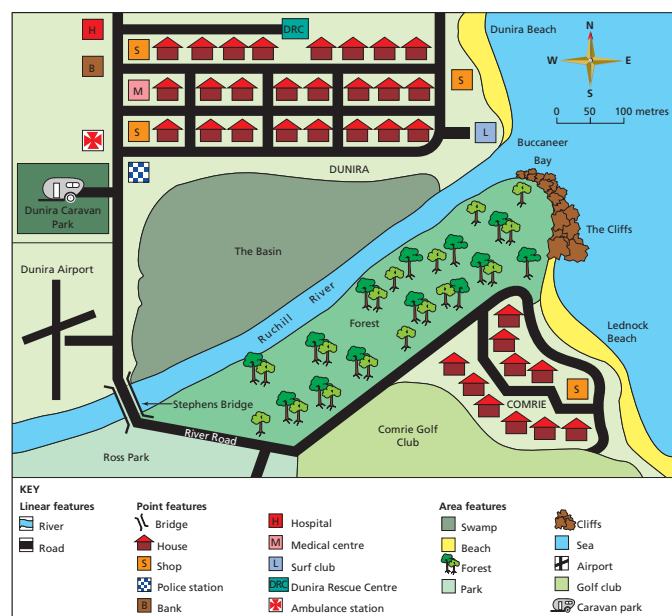 H
DRC
Dunira Beach
N
W E
S
0 50 100 metres
S
B
M
S
S
L
Buccaneer
Bay
DUNIRA
The Cliffs
Dunira Caravan
Park
The Basin
Dunira Airport
Ruchill River
Forest
Lednock
Beach
S
Stephens Bridge
COMRIE
River Road
Comrie Golf
Club
Ross Park
KEY
Linear features
River
Road
Point features
Bridge
House
S Shop
Police station
B Bank
H Hospital
M Medical centre
L Surf club
DRC Dunira Rescue Centre
Ambulance station
Area features
Swamp
Beach
Forest
Park
Cliffs
Sea
Airport
Golf club
Caravan park